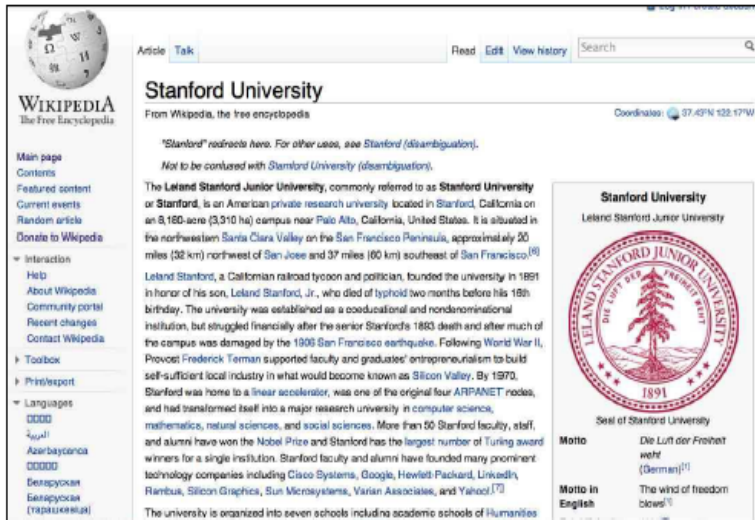 Article Talk
Read Edit View history Search
WIKIPEDIA
The Free Encyclopedia
Main page
Contents
Featured content
Current events
Random article
Donate to Wikipedia
Interaction
Help
About Wikipedia
Community portal
Recent changes
Contact Wikipedia
Toolbox
Print/export
Languages
العربية
Azərbaycanca
Беларуская
Беларуская
(тарашкевіца)
Stanford University
From Wikipedia, the free encyclopedia
Coordinates: 37.43°N 122.17°W
"Stanford" redirects here. For other uses, see Stanford (disambiguation).
Not to be confused with Stamford University (disambiguation).
The Leland Stanford Junior University, commonly referred to as Stanford University
or Stanford, is an American private research university located in Stanford, California on
an 8,180-acre (3,310 ha) campus near Palo Alto, California, United States. It is situated in
the northwestern Santa Clara Valley on the San Francisco Peninsula, approximately 20
miles (32 km) northwest of San Jose and 37 miles (60 km) southeast of San Francisco.[6]
Leland Stanford, a Californian railroad tycoon and politician, founded the university in 1891
in honor of his son, Leland Stanford, Jr., who died of typhoid two months before his 16th
birthday. The university was established as a coeducational and nondenominational
institution, but struggled financially after the senior Stanford's 1893 death and after much of
the campus was damaged by the 1906 San Francisco earthquake. Following World War II,
Provost Frederick Terman supported faculty and graduates' entrepreneurialism to build
self-sufficient local industry in what would become known as Silicon Valley. By 1970,
Stanford was home to a linear accelerator, was one of the original four ARPANET nodes,
and had transformed itself into a major research university in computer science,
mathematics, natural sciences, and social sciences. More than 50 Stanford faculty, staff,
and alumni have won the Nobel Prize and Stanford has the largest number of Turing award
winners for a single institution. Stanford faculty and alumni have founded many prominent
technology companies including Cisco Systems, Google, Hewlett-Packard, LinkedIn,
Rambus, Silicon Graphics, Sun Microsystems, Varian Associates, and Yahoo![7]
The university is organized into seven schools including academic schools of Humanities
Stanford University
Leland Stanford Junior University
LELAND STANFORD JUNIOR UNIVERSITY
DIE LUFT DER FREIHEIT WEHT
1891
Seal of Stanford University
Motto Die Luft der Freiheit
weht
(German)[1]
Motto in The wind of freedom
English blows[1]